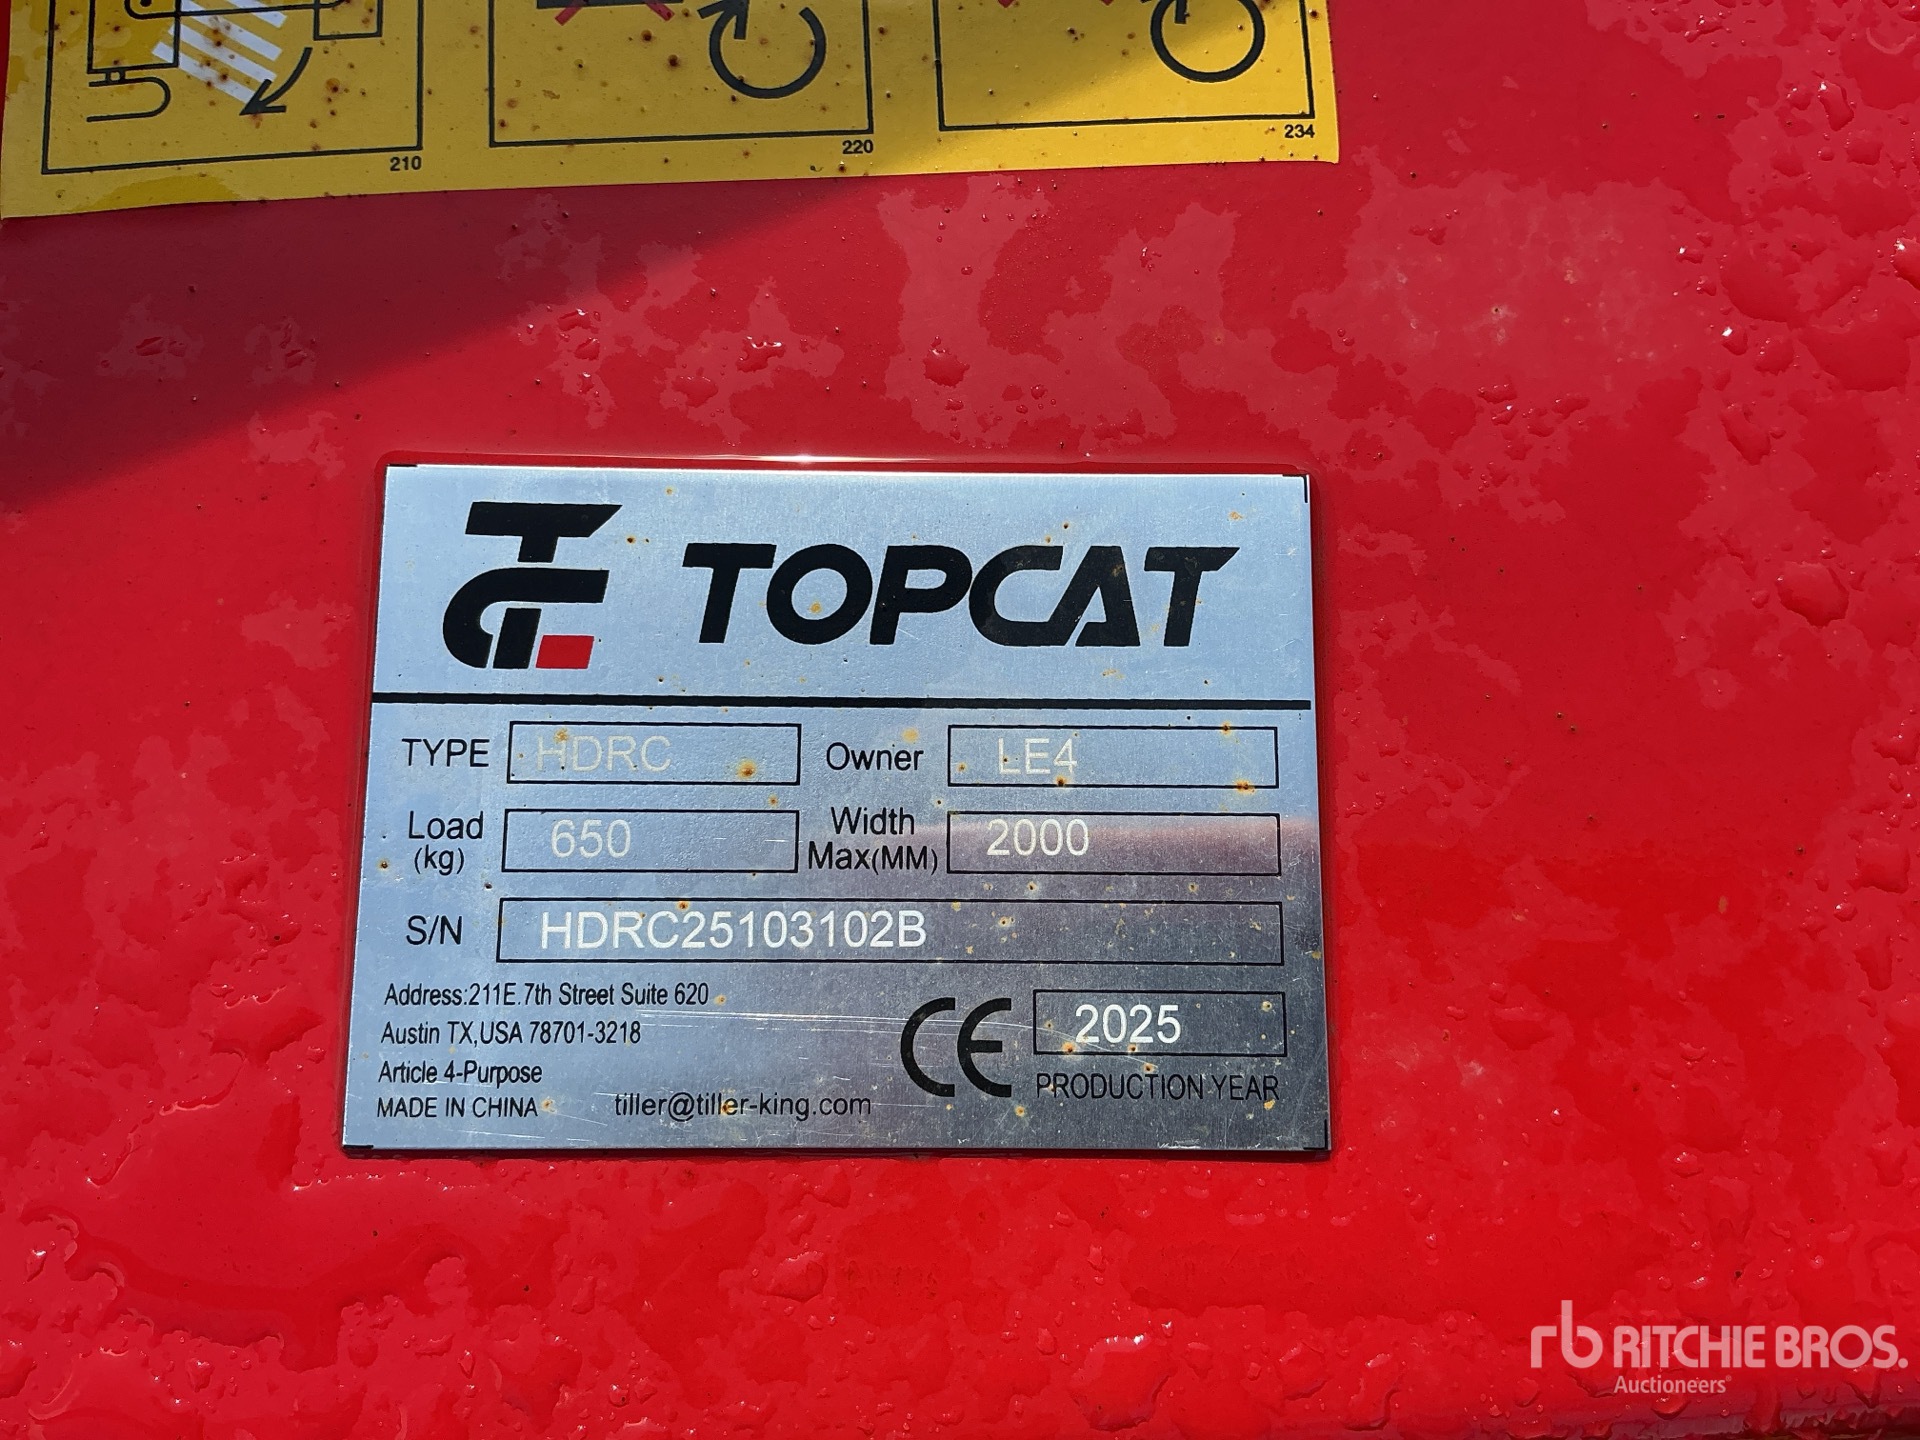 210
220
234
TOPCAT
TYPE HDRC Owner LE4
Load (kg) 650 Width Max(MM) 2000
S/N HDRC25103102B
Address:211E.7th Street Suite 620
Austin TX,USA 78701-3218
Article 4-Purpose
MADE IN CHINA tiller@tiller-king.com
CE 2025
PRODUCTION YEAR
rb RITCHIE BROS.
Auctioneers